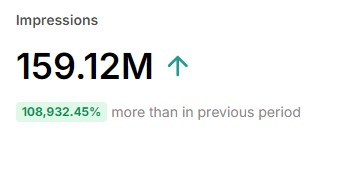 Impressions
159.12M ↑
108,932.45% more than in previous period